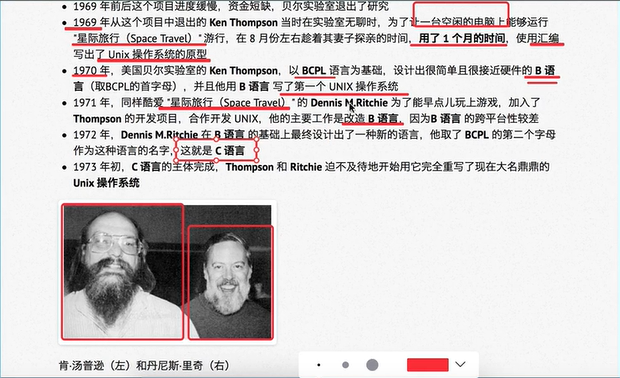 1969 年前后这个项目进度缓慢，资金短缺，贝尔实验室退出了研究
1969 年从这个项目中退出的 Ken Thompson 当时在实验室无聊时，为了让一台空闲的电脑上能够运行
"星际旅行（Space Travel）"游行，在 8 月份左右趁着其妻子探亲的时间，用了 1 个月的时间，使用汇编
写出了 Unix 操作系统的原型
1970 年，美国贝尔实验室的 Ken Thompson，以 BCPL 语言为基础，设计出很简单且很接近硬件的 B 语
言（取BCPL的首字母），并且他用 B 语言 写了第一个 UNIX 操作系统
1971 年，同样酷爱 "星际旅行（Space Travel）" 的 Dennis M.Ritchie 为了能早点儿玩上游戏，加入了
Thompson 的开发项目，合作开发 UNIX，他的主要工作是改造 B 语言，因为B 语言 的跨平台性较差
1972 年，Dennis M.Ritchie 在 B 语言 的基础上最终设计出了一种新的语言，他取了 BCPL 的第二个字母
作为这种语言的名字，这就是 C 语言
1973 年初，C 语言的主体完成，Thompson 和 Ritchie 迫不及待地开始用它完全重写了现在大名鼎鼎的
Unix 操作系统
肯·汤普逊（左）和丹尼斯·里奇（右）